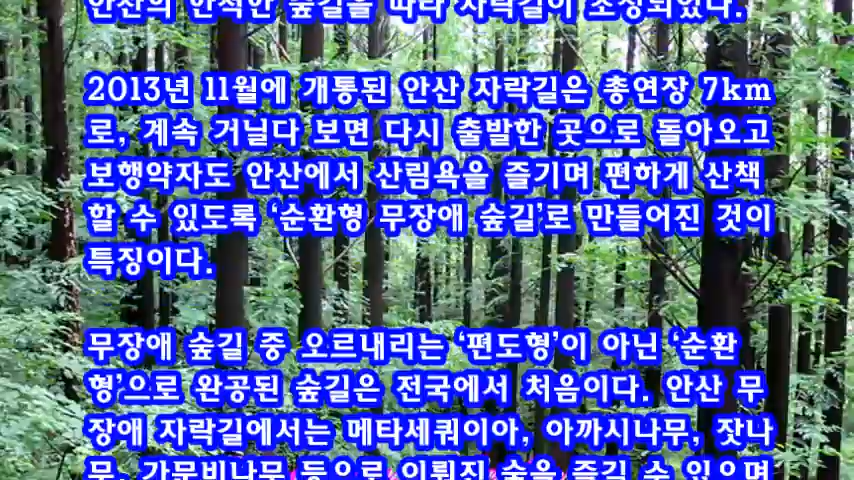 안산의 한적한 숲길을 따라 자락길이 조성되었다.
2013년 11월에 개통된 안산 자락길은 총연장 7km
로, 계속 거닐다 보면 다시 출발한 곳으로 돌아오고
보행약자도 안산에서 산림욕을 즐기며 편하게 산책
할 수 있도록 ‘순환형 무장애 숲길’로 만들어진 것이
특징이다.
무장애 숲길 중 오르내리는 ‘편도형’이 아닌 ‘순환
형’으로 완공된 숲길은 전국에서 처음이다. 안산 무
장애 자락길에서는 메타세쿼이아, 아까시나무, 잣나
무, 가문비나무 등으로 이뤄진 숲을 즐길 수 있으며